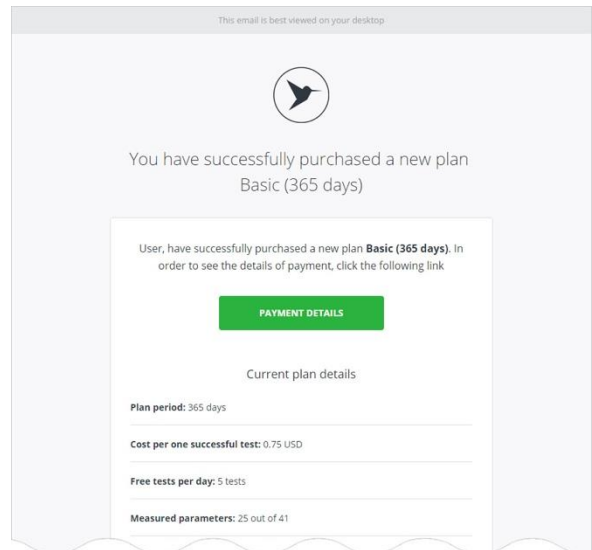 This email is best viewed on your desktop
You have successfully purchased a new plan
Basic (365 days)
User, have successfully purchased a new plan Basic (365 days). In
order to see the details of payment, click the following link
PAYMENT DETAILS
Current plan details
Plan period: 365 days
Cost per one successful test: 0.75 USD
Free tests per day: 5 tests
Measured parameters: 25 out of 41